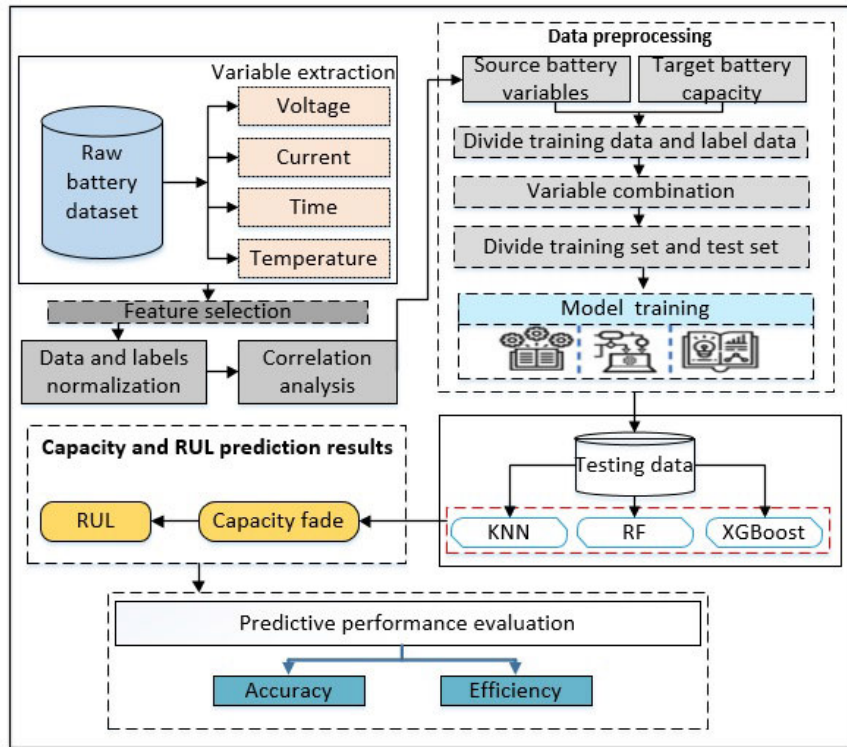 Variable extraction
Raw
battery
dataset
Voltage
Current
Time
Temperature
Feature selection
Data and labels
normalization
Correlation
analysis
Data preprocessing
Source battery
variables
Target battery
capacity
Divide training data and label data
Variable combination
Divide training set and test set
Model training
Testing data
KNN
RF
XGBoost
Capacity and RUL prediction results
RUL
Capacity fade
Predictive performance evaluation
Accuracy
Efficiency